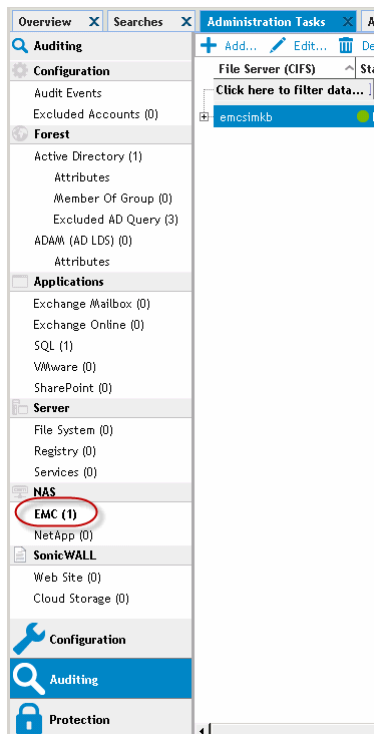 Overview X Searches X Administration Tasks X A
Auditing
Add... Edit... De
Configuration
File Server (CIFS) Sta
Audit Events
Click here to filter data...
Excluded Accounts (0)
emcsimkb
Forest
Active Directory (1)
Attributes
Member Of Group (0)
Excluded AD Query (3)
ADAM (AD LDS) (0)
Attributes
Applications
Exchange Mailbox (0)
Exchange Online (0)
SQL (1)
VMware (0)
SharePoint (0)
Server
File System (0)
Registry (0)
Services (0)
NAS
EMC (1)
NetApp (0)
SonicWALL
Web Site (0)
Cloud Storage (0)
Configuration
Auditing
Protection